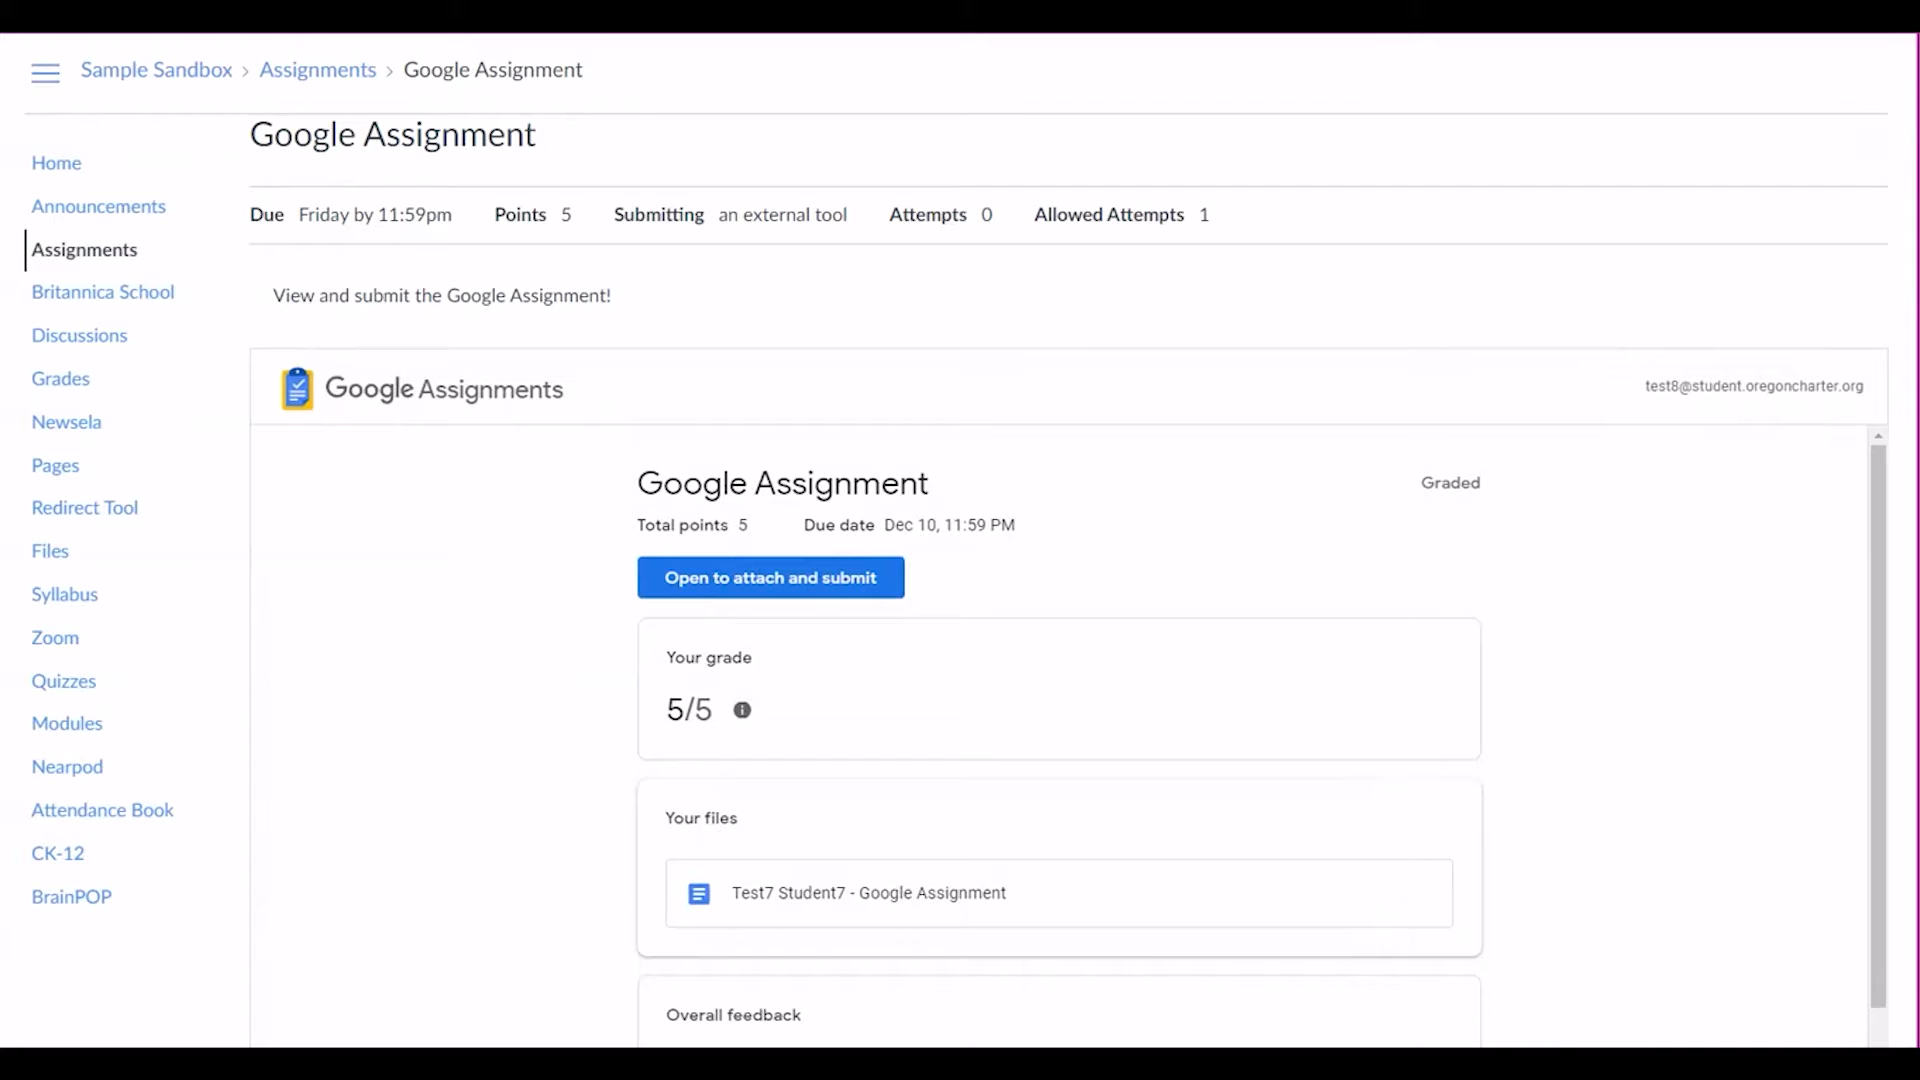 Sample Sandbox > Assignments > Google Assignment
Google Assignment
Home
Announcements
Assignments
Britannica School
Discussions
Grades
Newsela
Pages
Redirect Tool
Files
Syllabus
Zoom
Quizzes
Modules
Nearpod
Attendance Book
CK-12
BrainPOP
Due Friday by 11:59pm Points 5 Submitting an external tool Attempts 0 Allowed Attempts 1
View and submit the Google Assignment!
Google Assignments test8@student.oregoncharter.org
Google Assignment Graded
Total points 5 Due date Dec 10, 11:59 PM
Open to attach and submit
Your grade
5/5
Your files
Test7 Student7 - Google Assignment
Overall feedback